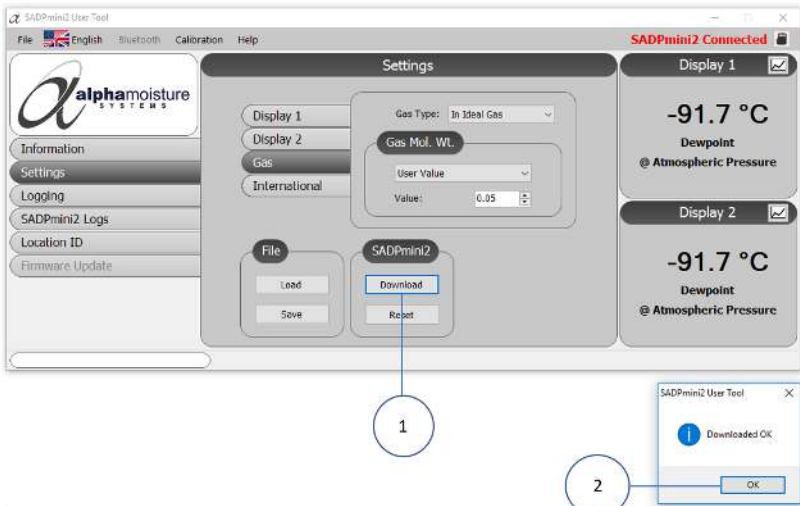 SADPmini2 User Tool
File English Bluetooth Calibration Help
SADPmini2 Connected
alphamoisture
SYSTEMS
Information
Settings
Logging
SADPmini2 Logs
Location ID
Firmware Update
Settings
Display 1
Display 2
Gas
International
Gas Type: In Ideal Gas
Gas Mol. Wt.
User Value
Value: 0.05
File
Load
Save
SADPmini2
Download
Reset
Display 1
-91.7 °C
Dewpoint
@ Atmospheric Pressure
Display 2
-91.7 °C
Dewpoint
@ Atmospheric Pressure
1
SADPmini2 User Tool
Downloaded OK
OK
2